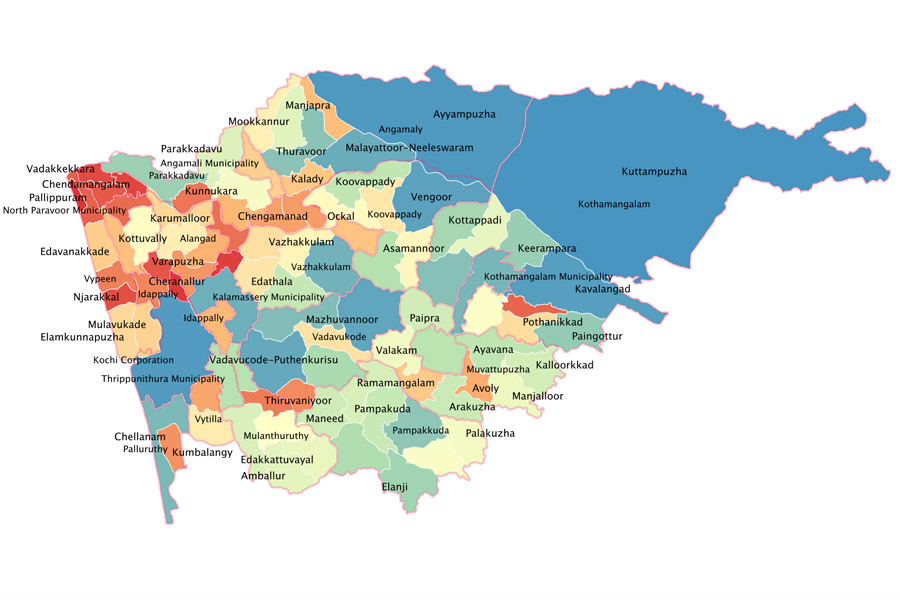 Manjapra
Ayyampuzha
Mookkannur
Angamaly
Malayattoor-Neeleswaram
Parakkadavu
Thuravoor
Angamali Municipality
Vadakkekkara
Parakkadavu
Kuttampuzha
Kalady
Koovappady
Chendamangalam
Kunnukara
Vengoor
Pallippuram
Kothamangalam
North Paravoor Municipality
Karumalloor
Chengamanad
Ockal
Koovappady
Kottappadi
Kottuvally
Alangad
Vazhakkulam
Asamannoor
Keerampara
Edavanakkade
Varapuzha
Vazhakkulam
Vypeen
Cheranallur
Edathala
Kothamangalam Municipality
Kavalangad
Njarakkal
Idappally
Kalamassery Municipality
Idappally
Mazhuvannoor
Paipra
Pothanikkad
Mulavukade
Elamkunnapuzha
Vadavukode
Paingottur
Valakam
Ayavana
Kochi Corporation
Vadavucode-Puthenkurisu
Kalloorkkad
Muvattupuzha
Thrippunithura Municipality
Ramamangalam
Avoly
Manjalloor
Thiruvaniyoor
Pampakuda
Arakuzha
Vytilla
Maneed
Chellanam
Mulanthuruthy
Pampakkuda
Palakuzha
Palluruthy
Kumbalangy
Edakkattuvayal
Amballur
Elanji